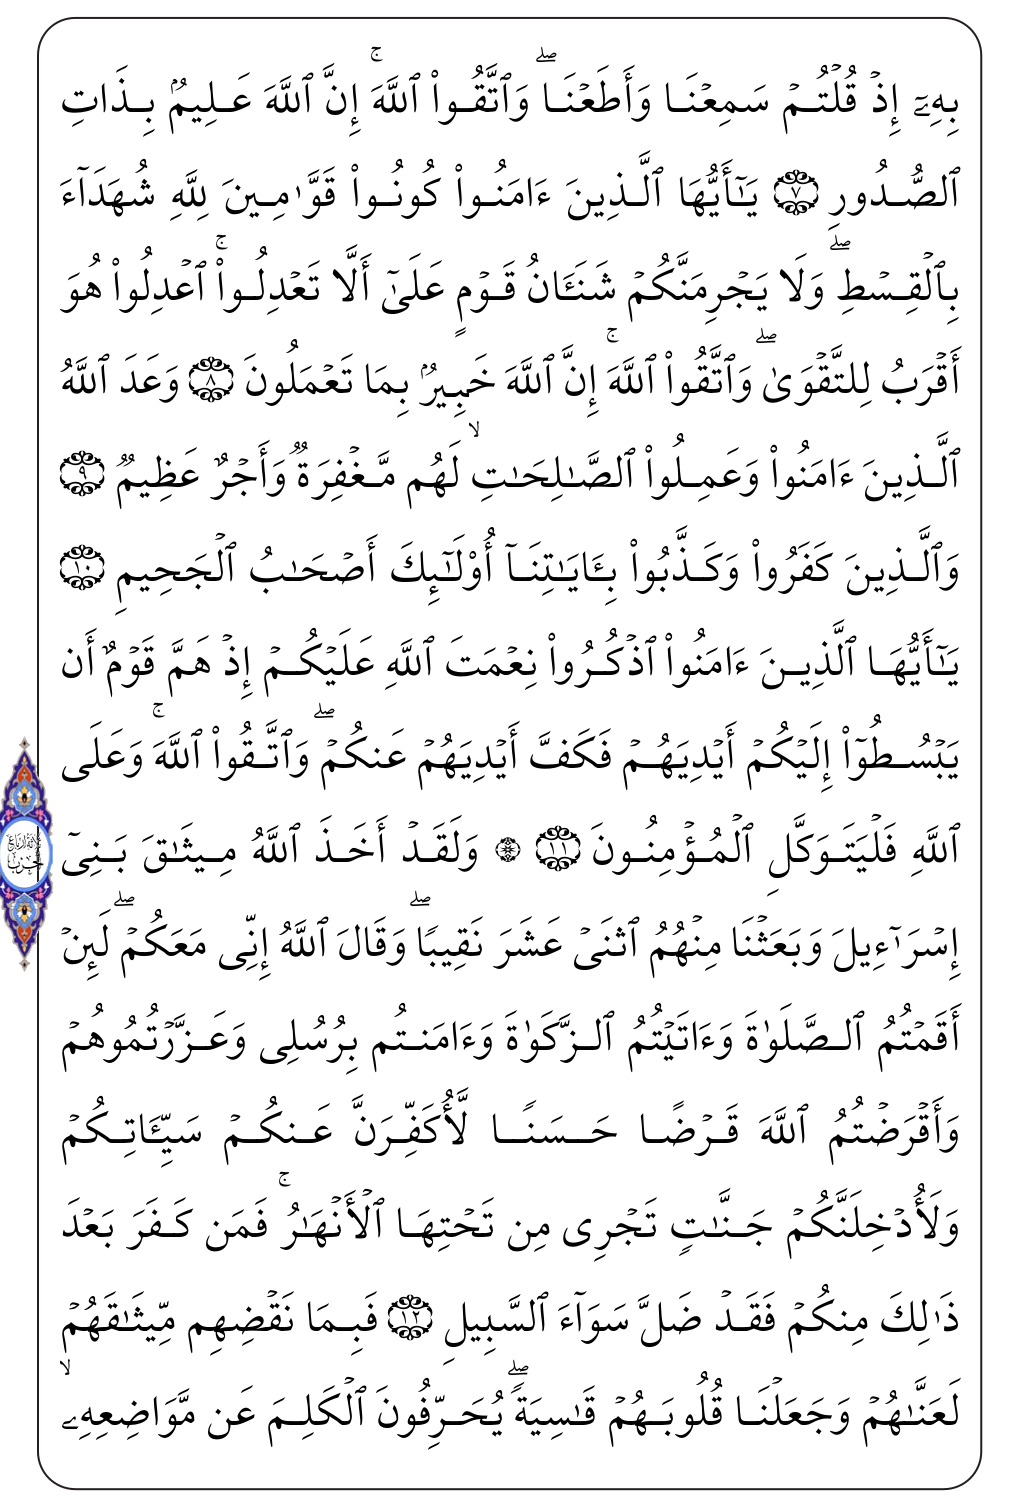 بِهِۦٓ إِذۡ قُلۡتُمۡ سَمِعۡنَا وَأَطَعۡنَاۖ وَٱتَّقُواْ ٱللَّهَۚ إِنَّ ٱللَّهَ عَلِيمُۢ بِذَاتِ
ٱلصُّدُورِ ٧ يَٰٓأَيُّهَا ٱلَّذِينَ ءَامَنُواْ كُونُواْ قَوَّٰمِينَ لِلَّهِ شُهَدَآءَ
بِٱلۡقِسۡطِۖ وَلَا يَجۡرِمَنَّكُمۡ شَنَـَٔانُ قَوۡمٍ عَلَىٰٓ أَلَّا تَعۡدِلُواْۚ ٱعۡدِلُواْ هُوَ
أَقۡرَبُ لِلتَّقۡوَىٰۖ وَٱتَّقُواْ ٱللَّهَۚ إِنَّ ٱللَّهَ خَبِيرُۢ بِمَا تَعۡمَلُونَ ٨ وَعَدَ ٱللَّهُ
ٱلَّذِينَ ءَامَنُواْ وَعَمِلُواْ ٱلصَّٰلِحَٰتِۙ لَهُم مَّغۡفِرَةٞ وَأَجۡرٌ عَظِيمٞ ٩
وَٱلَّذِينَ كَفَرُواْ وَكَذَّبُواْ بِـَٔايَٰتِنَآ أُوْلَٰٓئِكَ أَصۡحَٰبُ ٱلۡجَحِيمِ ١٠
يَٰٓأَيُّهَا ٱلَّذِينَ ءَامَنُواْ ٱذۡكُرُواْ نِعۡمَتَ ٱللَّهِ عَلَيۡكُمۡ إِذۡ هَمَّ قَوۡمٌ أَن
يَبۡسُطُوٓاْ إِلَيۡكُمۡ أَيۡدِيَهُمۡ فَكَفَّ أَيۡدِيَهُمۡ عَنكُمۡۖ وَٱتَّقُواْ ٱللَّهَۚ وَعَلَى
ٱللَّهِ فَلۡيَتَوَكَّلِ ٱلۡمُؤۡمِنُونَ ١١ ۞ وَلَقَدۡ أَخَذَ ٱللَّهُ مِيثَٰقَ بَنِيٓ
إِسۡرَٰٓءِيلَ وَبَعَثۡنَا مِنۡهُمُ ٱثۡنَيۡ عَشَرَ نَقِيبٗاۖ وَقَالَ ٱللَّهُ إِنِّي مَعَكُمۡۖ لَئِنۡ
أَقَمۡتُمُ ٱلصَّلَوٰةَ وَءَاتَيۡتُمُ ٱلزَّكَوٰةَ وَءَامَنتُم بِرُسُلِي وَعَزَّرۡتُمُوهُمۡ
وَأَقۡرَضۡتُمُ ٱللَّهَ قَرۡضًا حَسَنٗا لَّأُكَفِّرَنَّ عَنكُمۡ سَيِّـَٔاتِكُمۡ
وَلَأُدۡخِلَنَّكُمۡ جَنَّٰتٖ تَجۡرِي مِن تَحۡتِهَا ٱلۡأَنۡهَٰرُۚ فَمَن كَفَرَ بَعۡدَ
ذَٰلِكَ مِنكُمۡ فَقَدۡ ضَلَّ سَوَآءَ ٱلسَّبِيلِ ١٢ فَبِمَا نَقۡضِهِم مِّيثَٰقَهُمۡ
لَعَنَّٰهُمۡ وَجَعَلۡنَا قُلُوبَهُمۡ قَٰسِيَةٗۖ يُحَرِّفُونَ ٱلۡكَلِمَ عَن مَّوَاضِعِهِۦۙ